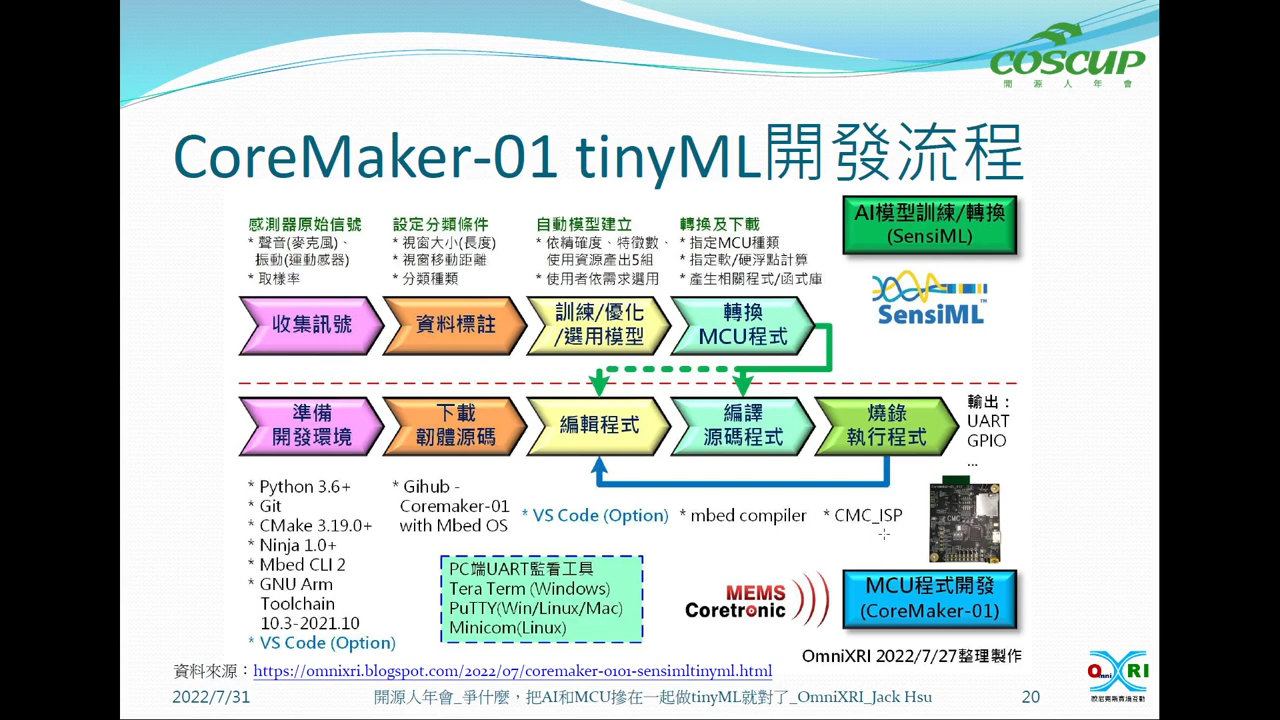 COSCUP
開源人年會
CoreMaker-01 tinyML開發流程
感測器原始信號
* 聲音(麥克風)、
振動(運動感器)
* 取樣率
設定分類條件
* 視窗大小(長度)
* 視窗移動距離
* 分類種類
自動模型建立
* 依精確度、特徵數、
使用資源產出5組
* 使用者依需求選用
轉換及下載
* 指定MCU種類
* 指定軟/硬浮點計算
* 產生相關程式/函式庫
AI模型訓練/轉換
(SensiML)
SensiML™
收集訊號
資料標註
訓練/優化
/選用模型
轉換
MCU程式
準備
開發環境
下載
韌體源碼
編輯程式
編譯
源碼程式
燒錄
執行程式
輸出：
UART
GPIO
...
* Python 3.6+
* Git
* CMake 3.19.0+
* Ninja 1.0+
* Mbed CLI 2
* GNU Arm
Toolchain
10.3-2021.10
* VS Code (Option)
* Gihub -
Coremaker-01
with Mbed OS
* VS Code (Option)
* mbed compiler
* CMC_ISP
PC端UART監看工具
Tera Term (Windows)
PuTTY(Win/Linux/Mac)
Minicom(Linux)
MEMS
Coretronic
MCU程式開發
(CoreMaker-01)
OmniXRI 2022/7/27整理製作
資料來源：https://omnixri.blogspot.com/2022/07/coremaker-0101-sensimltinyml.html
2022/7/31
開源人年會_爭什麼，把AI和MCU摻在一起做tinyML就對了_OmniXRI_Jack Hsu
20
OmniXRI
歐尼克斯實境互動